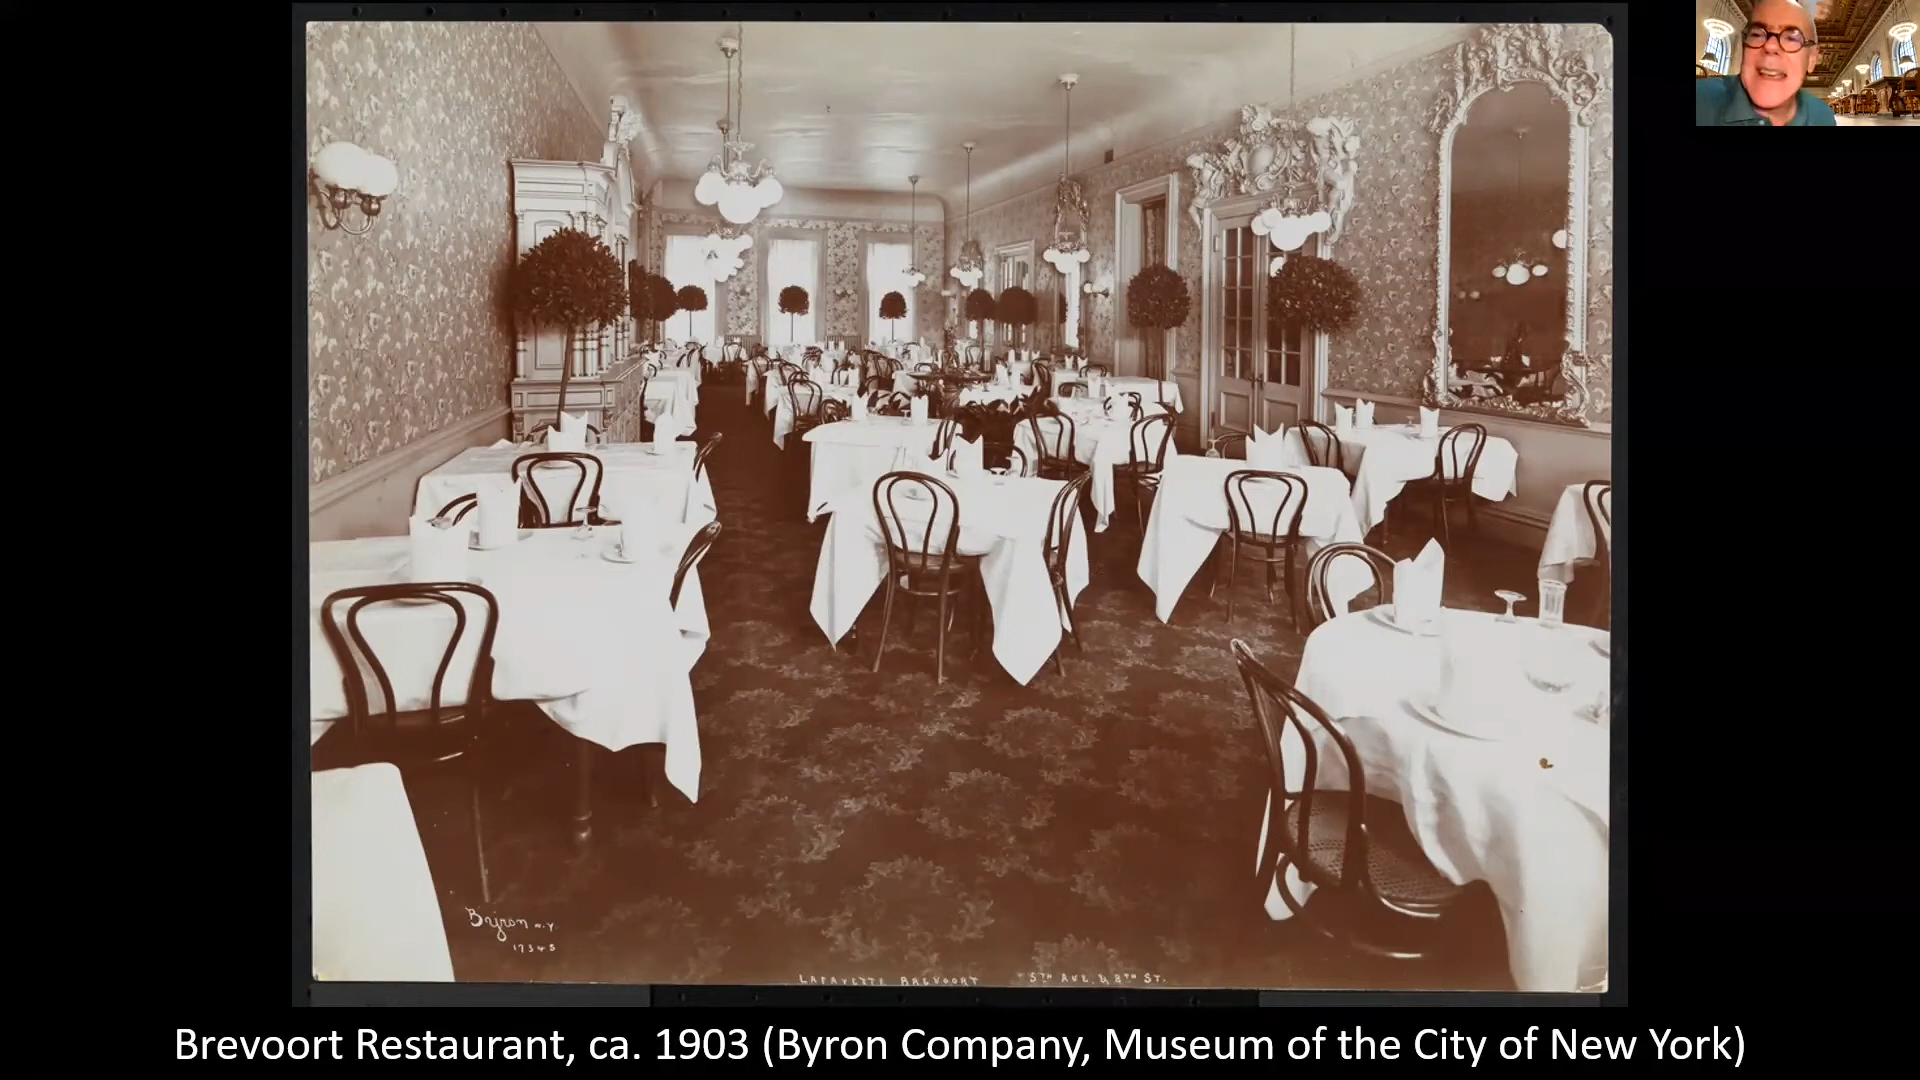 Byron N.Y.
17345
LAFAYETTE BREVOORT 5TH AVE. & 8TH ST.
Brevoort Restaurant, ca. 1903 (Byron Company, Museum of the City of New York)